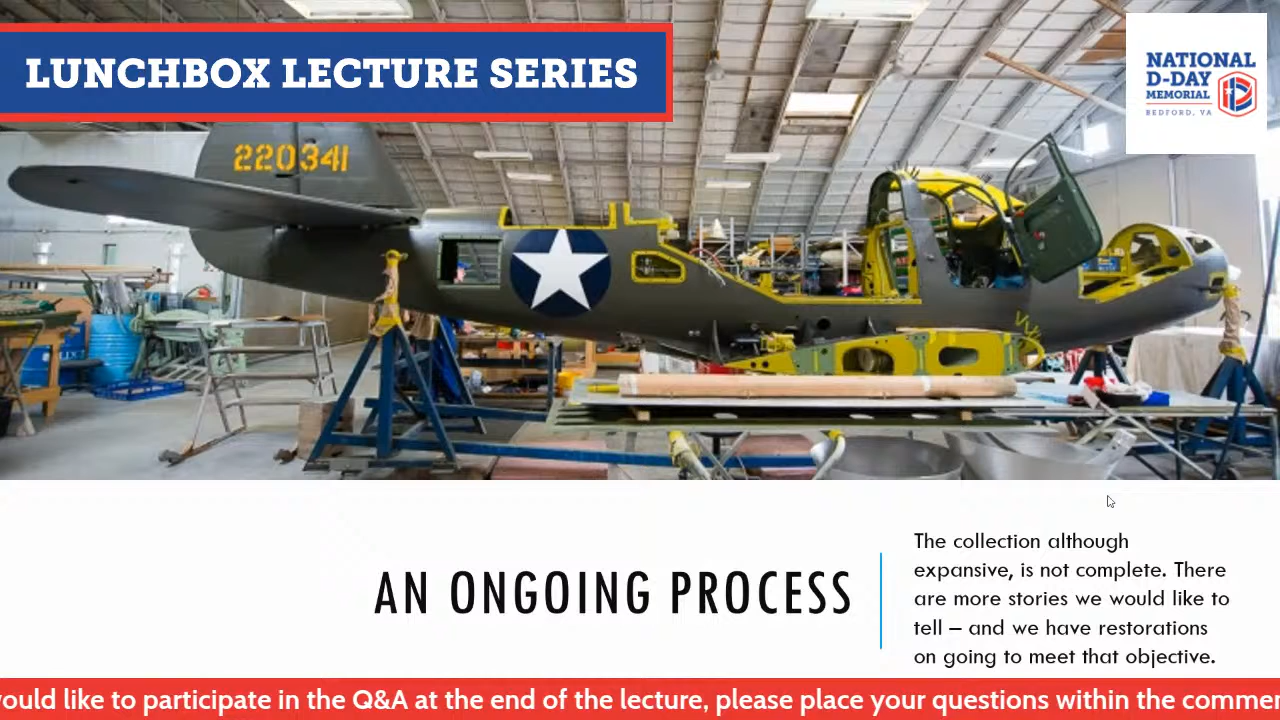 LUNCHBOX LECTURE SERIES
NATIONAL
D-DAY
MEMORIAL
BEDFORD, VA
220341
AN ONGOING PROCESS
The collection although
expansive, is not complete. There
are more stories we would like to
tell – and we have restorations
on going to meet that objective.
would like to participate in the Q&A at the end of the lecture, please place your questions within the